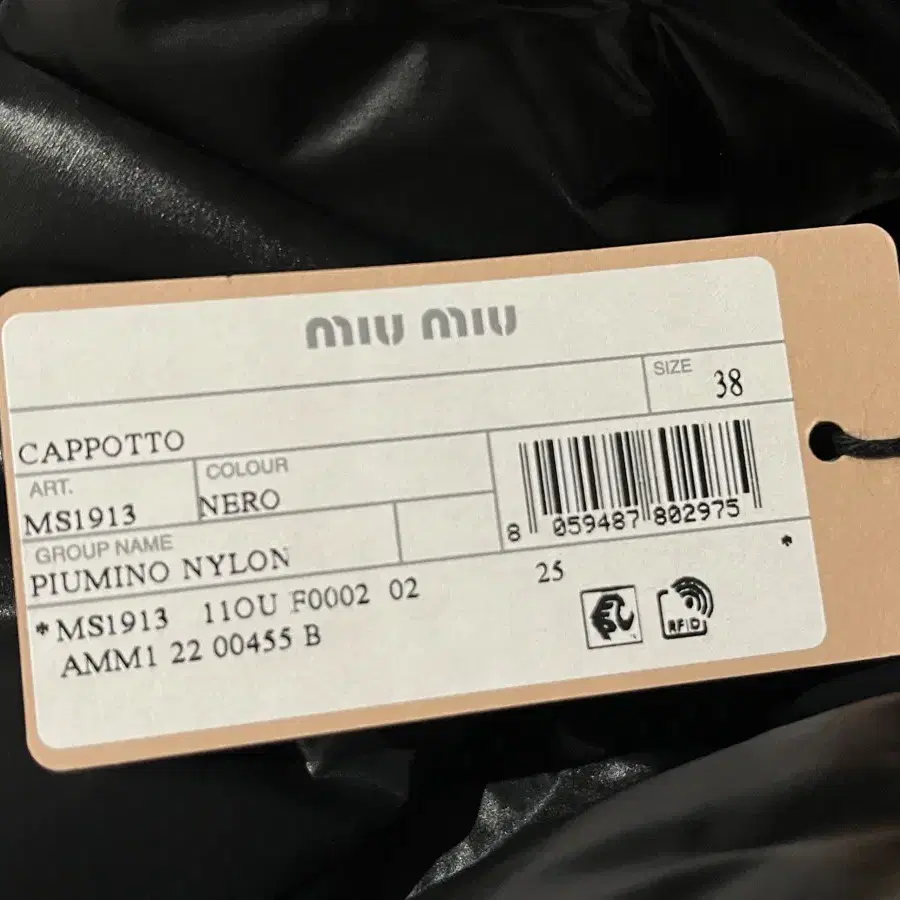 miu miu
SIZE 38
CAPPOTTO
ART. COLOUR
MS1913 NERO
GROUP NAME
PIUMINO NYLON
8 059487 802975
*MS1913 11OU F0002 02 25 *
AMM1 22 00455 B
RFID